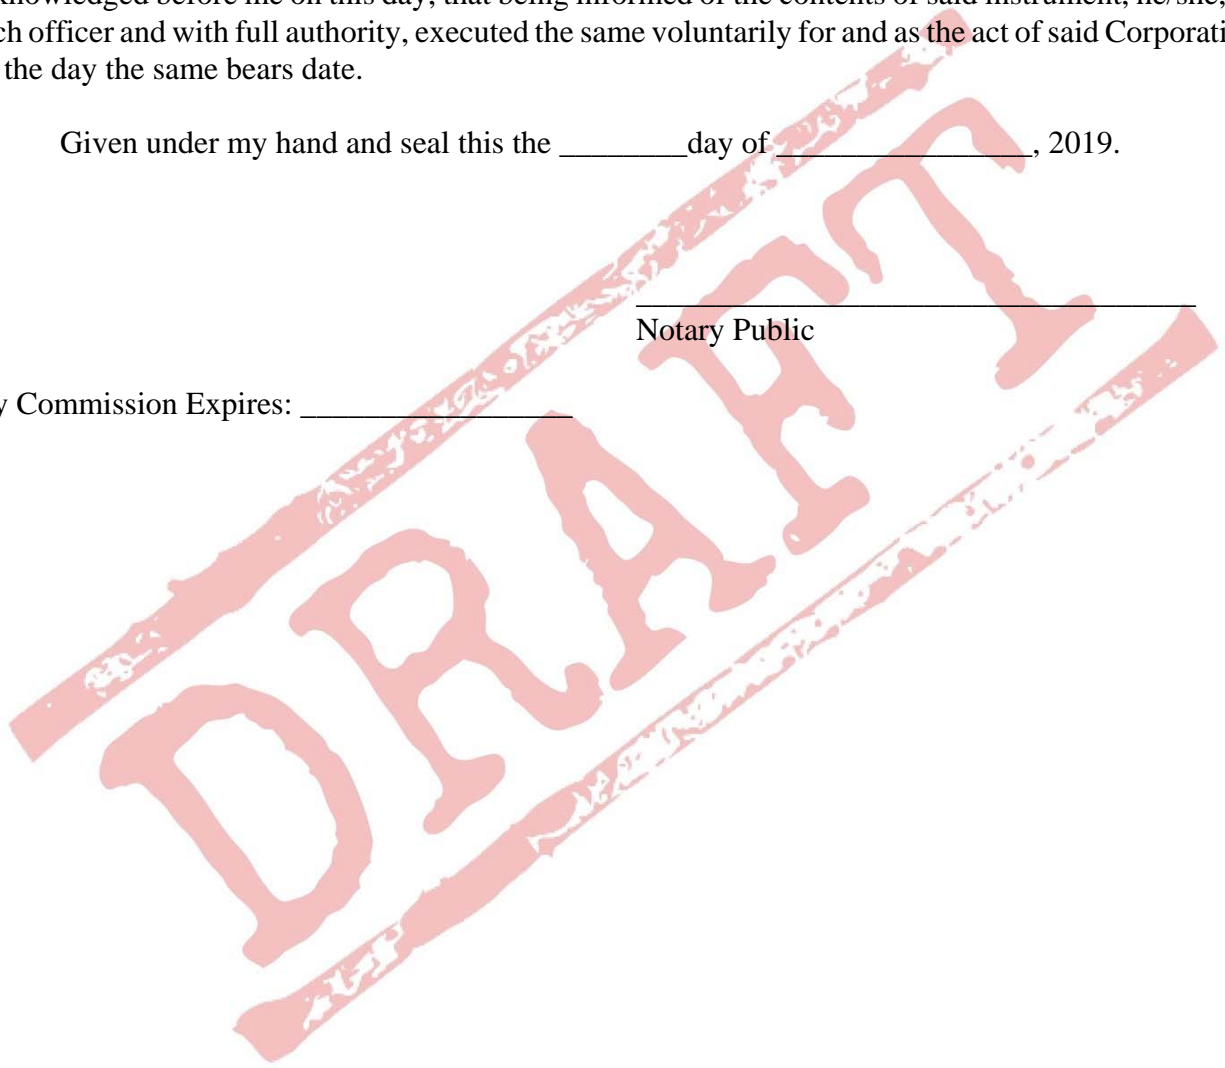 knowledged before me on this day, that being informed of the contents of said instrument, he/she,
ch officer and with full authority, executed the same voluntarily for and as the act of said Corporati
the day the same bears date.
Given under my hand and seal this the ________day of ________________, 2019.
___________________________________
Notary Public
y Commission Expires: _________________
DRAFT